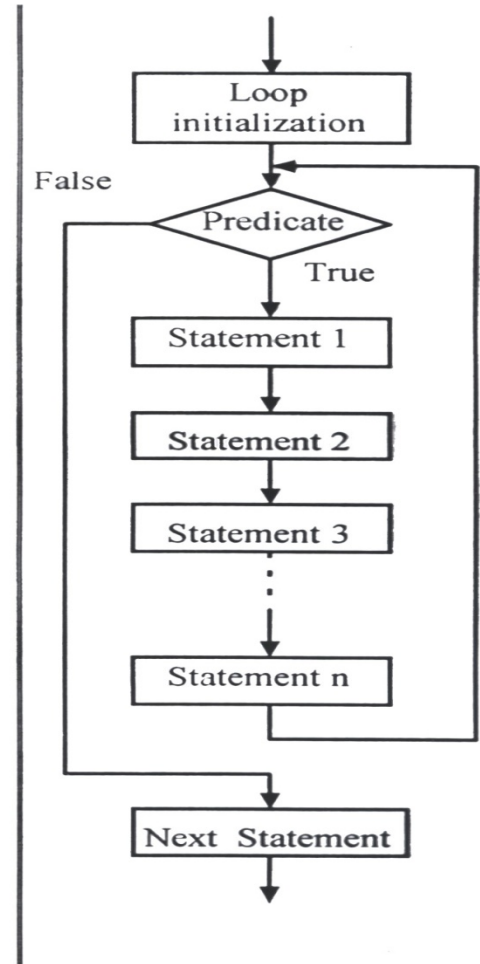 Loop
initialization
False
Predicate
True
Statement 1
Statement 2
Statement 3
Statement n
Next Statement